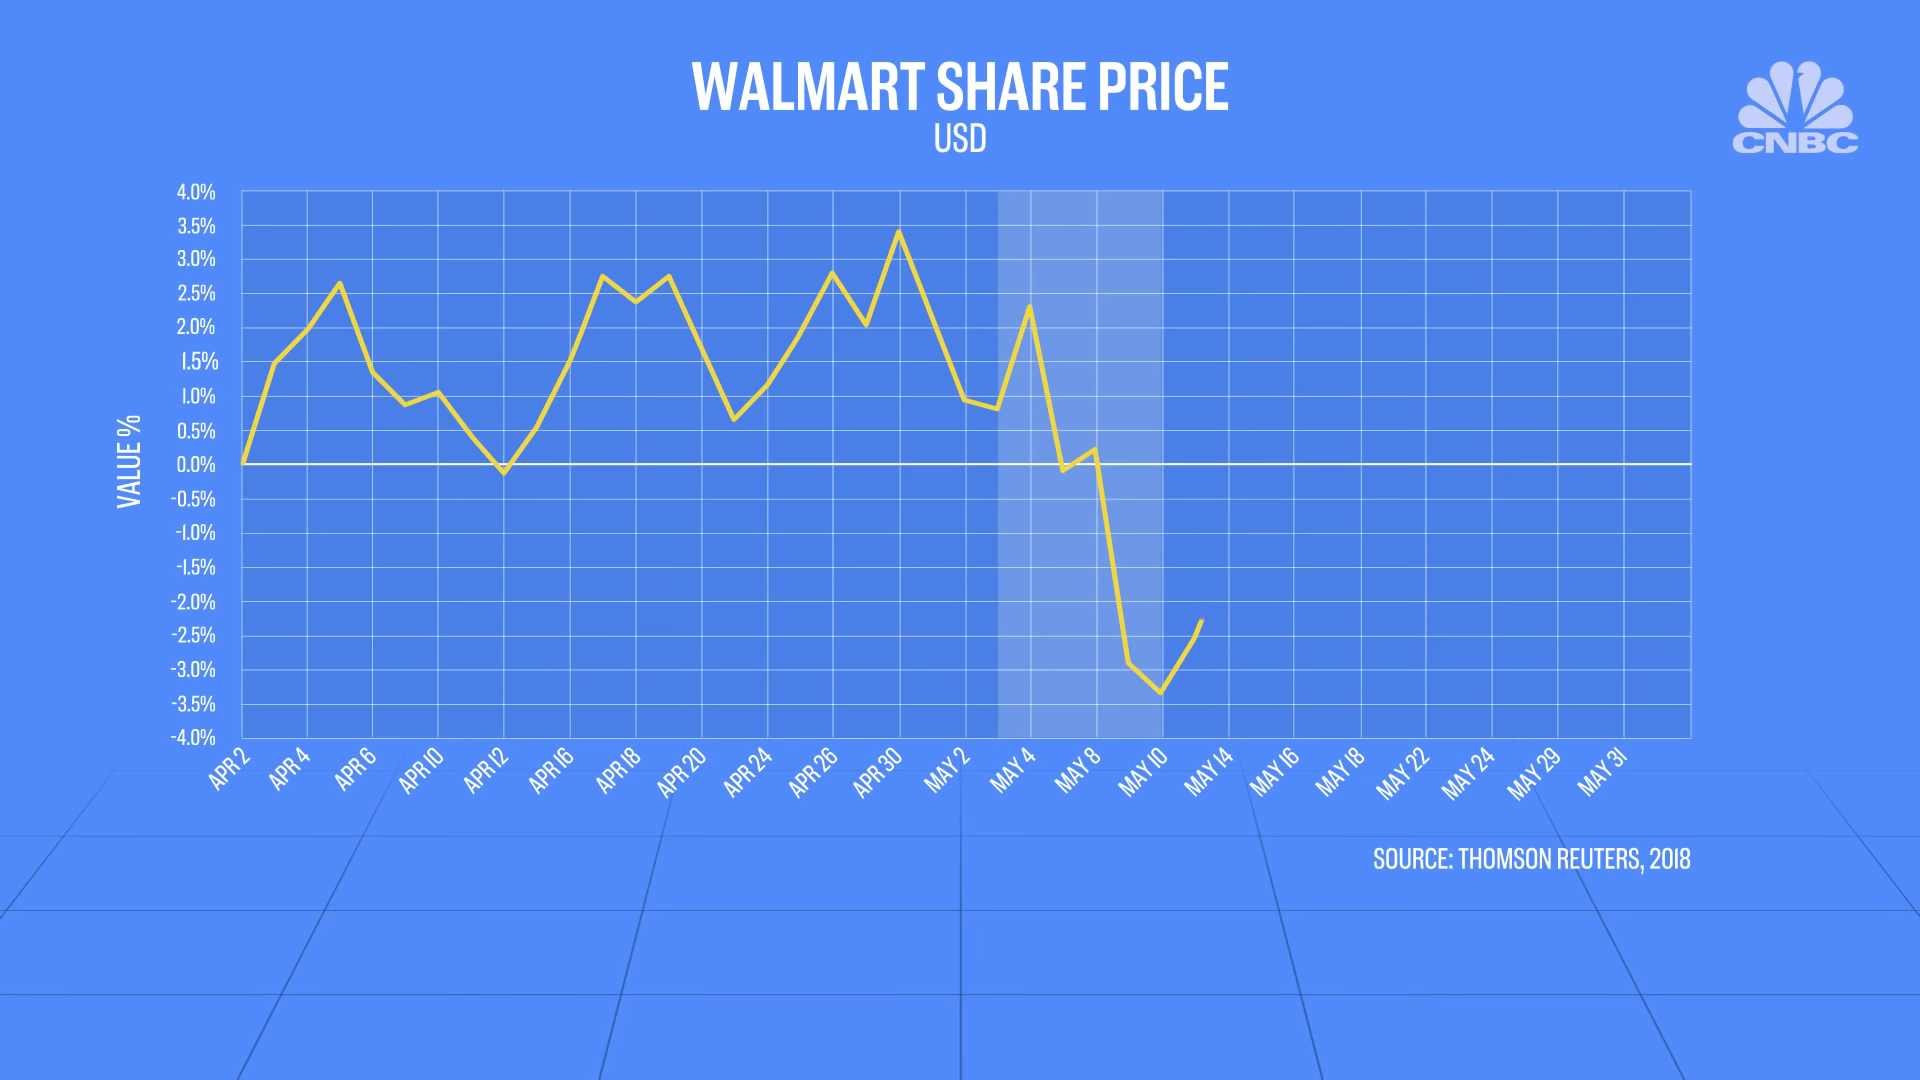 WALMART SHARE PRICE
USD
CNBC
4.0%
3.5%
3.0%
2.5%
2.0%
1.5%
1.0%
0.5%
0.0%
-0.5%
-1.0%
-1.5%
-2.0%
-2.5%
-3.0%
-3.5%
-4.0%
VALUE %
APR 2
APR 4
APR 6
APR 10
APR 12
APR 16
APR 18
APR 20
APR 24
APR 26
APR 30
MAY 2
MAY 4
MAY 8
MAY 10
MAY 14
MAY 16
MAY 18
MAY 22
MAY 24
MAY 29
MAY 31
SOURCE: THOMSON REUTERS, 2018